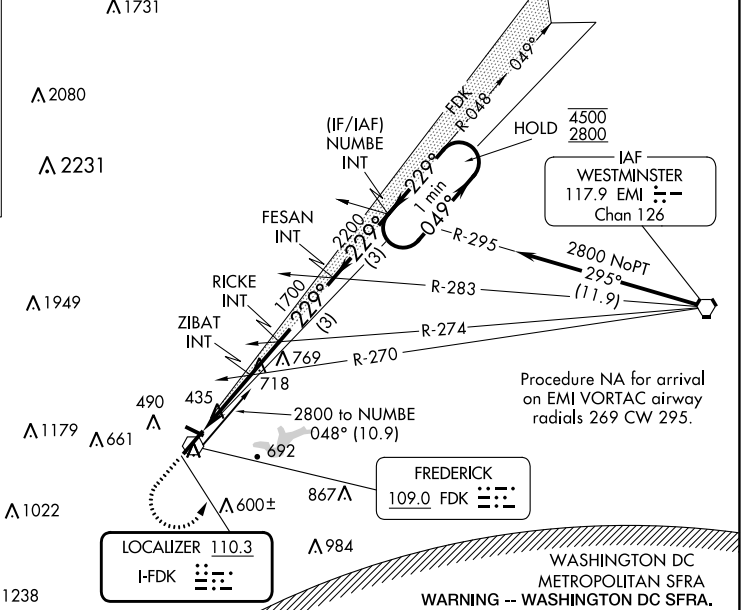 1731
2080
2231
1949
(IF/IAF)
NUMBE
INT
FESAN
INT
RICKE
INT
ZIBAT
INT
FDK
R-048
049°
HOLD
4500
2800
229°
1 min
049°
2200
229°
(3)
1700
229°
(3)
IAF
WESTMINSTER
117.9 EMI
Chan 126
R-295
2800 NoPT
295°
(11.9)
R-283
R-274
R-270
769
718
435
490
1179
661
2800 to NUMBE
048° (10.9)
692
Procedure NA for arrival
on EMI VORTAC airway
radials 269 CW 295.
FREDERICK
109.0 FDK
1022
600±
867
984
LOCALIZER 110.3
I-FDK
1238
WASHINGTON DC
METROPOLITAN SFRA
WARNING -- WASHINGTON DC SFRA.